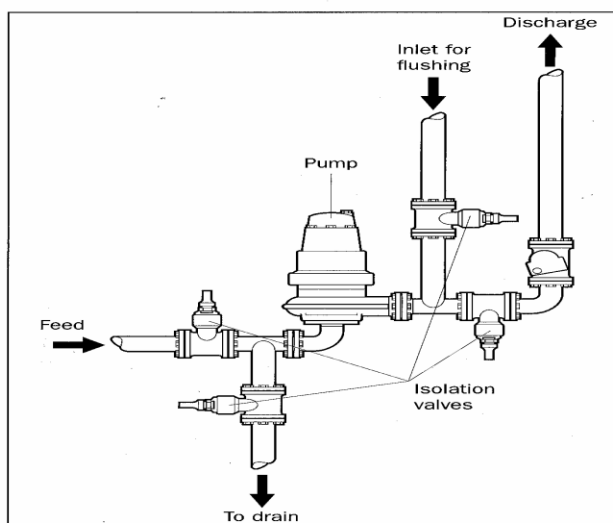 Discharge
Inlet for
flushing
Pump
Feed
Isolation
valves
To drain